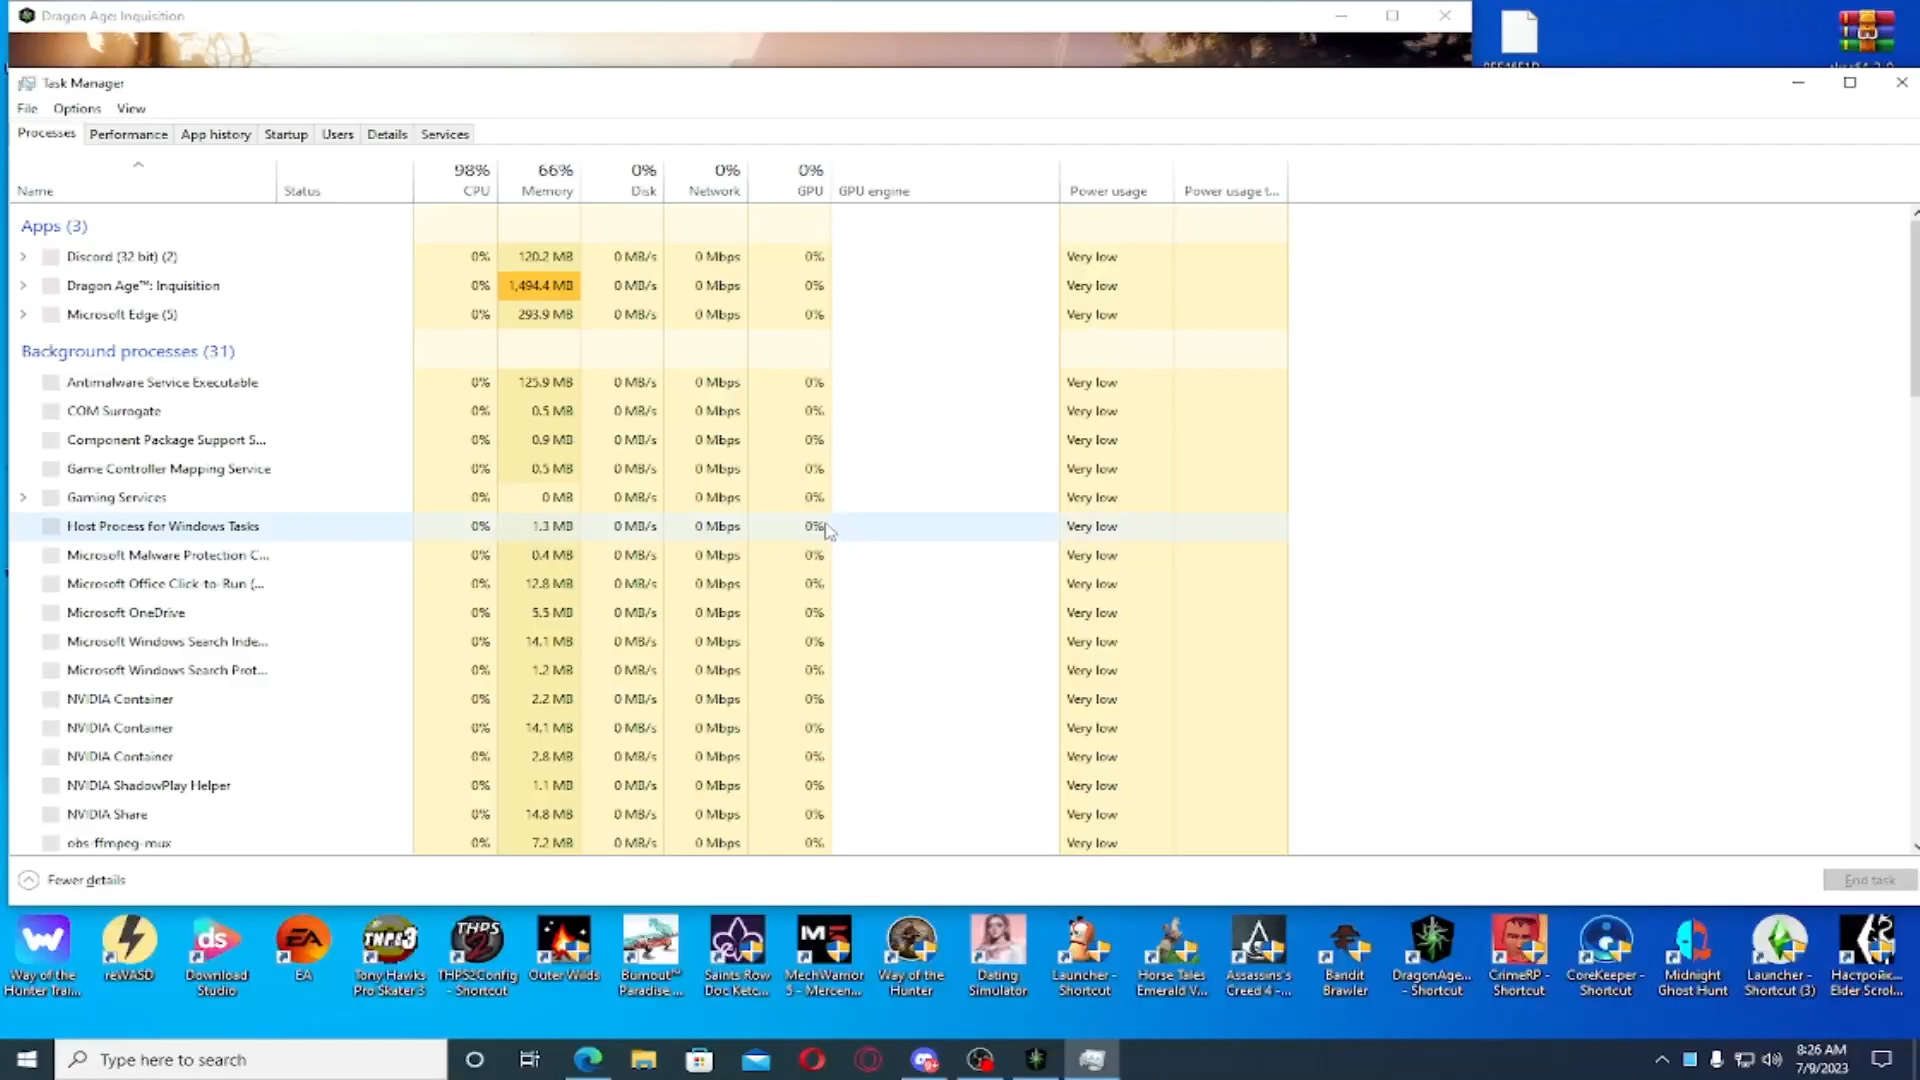 Dragon Age: Inquisition
Task Manager
File Options View
Processes Performance App history Startup Users Details Services
98% 66% 0% 0% 0%
Name Status CPU Memory Disk Network GPU GPU engine Power usage Power usage t...
Apps (3)
Discord (32 bit) (2) 0% 120.2 MB 0 MB/s 0 Mbps 0% Very low
Dragon Age™: Inquisition 0% 1,494.4 MB 0 MB/s 0 Mbps 0% Very low
Microsoft Edge (5) 0% 293.9 MB 0 MB/s 0 Mbps 0% Very low
Background processes (31)
Antimalware Service Executable 0% 125.9 MB 0 MB/s 0 Mbps 0% Very low
COM Surrogate 0% 0.5 MB 0 MB/s 0 Mbps 0% Very low
Component Package Support S... 0% 0.9 MB 0 MB/s 0 Mbps 0% Very low
Game Controller Mapping Service 0% 0.5 MB 0 MB/s 0 Mbps 0% Very low
Gaming Services 0% 0 MB 0 MB/s 0 Mbps 0% Very low
Host Process for Windows Tasks 0% 1.3 MB 0 MB/s 0 Mbps 0% Very low
Microsoft Malware Protection C... 0% 0.4 MB 0 MB/s 0 Mbps 0% Very low
Microsoft Office Click-to-Run (... 0% 12.8 MB 0 MB/s 0 Mbps 0% Very low
Microsoft OneDrive 0% 5.5 MB 0 MB/s 0 Mbps 0% Very low
Microsoft Windows Search Inde... 0% 14.1 MB 0 MB/s 0 Mbps 0% Very low
Microsoft Windows Search Prot... 0% 1.2 MB 0 MB/s 0 Mbps 0% Very low
NVIDIA Container 0% 2.2 MB 0 MB/s 0 Mbps 0% Very low
NVIDIA Container 0% 14.1 MB 0 MB/s 0 Mbps 0% Very low
NVIDIA Container 0% 2.8 MB 0 MB/s 0 Mbps 0% Very low
NVIDIA ShadowPlay Helper 0% 1.1 MB 0 MB/s 0 Mbps 0% Very low
NVIDIA Share 0% 14.8 MB 0 MB/s 0 Mbps 0% Very low
obs-ffmpeg-mux 0% 7.2 MB 0 MB/s 0 Mbps 0% Very low
Fewer details End task
Way of the Hunter Trai...
reWASD
Download Studio
EA
Tony Hawks Pro Skater 3
THPS2Config - Shortcut
Outer Wilds
Burnout™ Paradise ...
Saints Row Doc Ketc...
MechWarrior 5 - Mercen...
Way of the Hunter
Dating Simulator
Launcher - Shortcut
Horse Tales Emerald V...
Assassin's Creed 4 -...
Bandit Brawler
DragonAge... - Shortcut
CrimeRP - Shortcut
CoreKeeper - Shortcut
Midnight Ghost Hunt
Launcher - Shortcut (3)
Настройк... Elder Scrol...
Type here to search
8:26 AM
7/9/2023